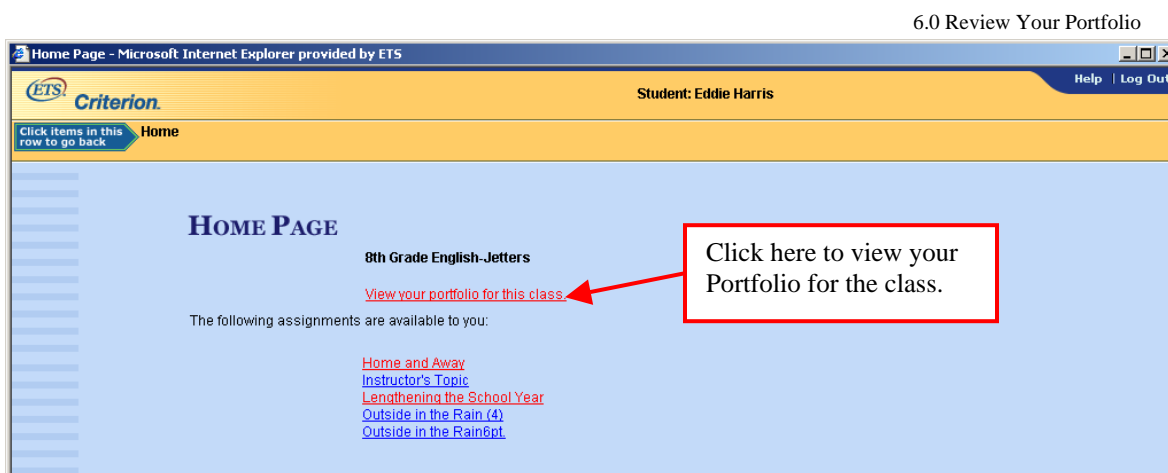 6.0 Review Your Portfolio
Home Page - Microsoft Internet Explorer provided by ETS
ETS Criterion.
Student: Eddie Harris
Help | Log Out
Click items in this
row to go back
Home
HOME PAGE
8th Grade English-Jetters
View your portfolio for this class.
Click here to view your
Portfolio for the class.
The following assignments are available to you:
Home and Away
Instructor's Topic
Lengthening the School Year
Outside in the Rain (4)
Outside in the Rain6pt.